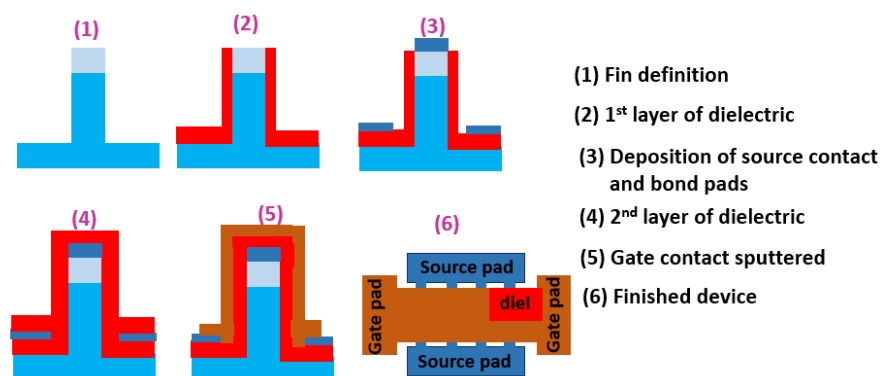 (1)
(2)
(3)
(1) Fin definition
(2) 1st layer of dielectric
(3) Deposition of source contact
and bond pads
(4) 2nd layer of dielectric
(5) Gate contact sputtered
(6) Finished device
(4)
(5)
(6)
Source pad
Gate pad
diel
Gate pad
Source pad